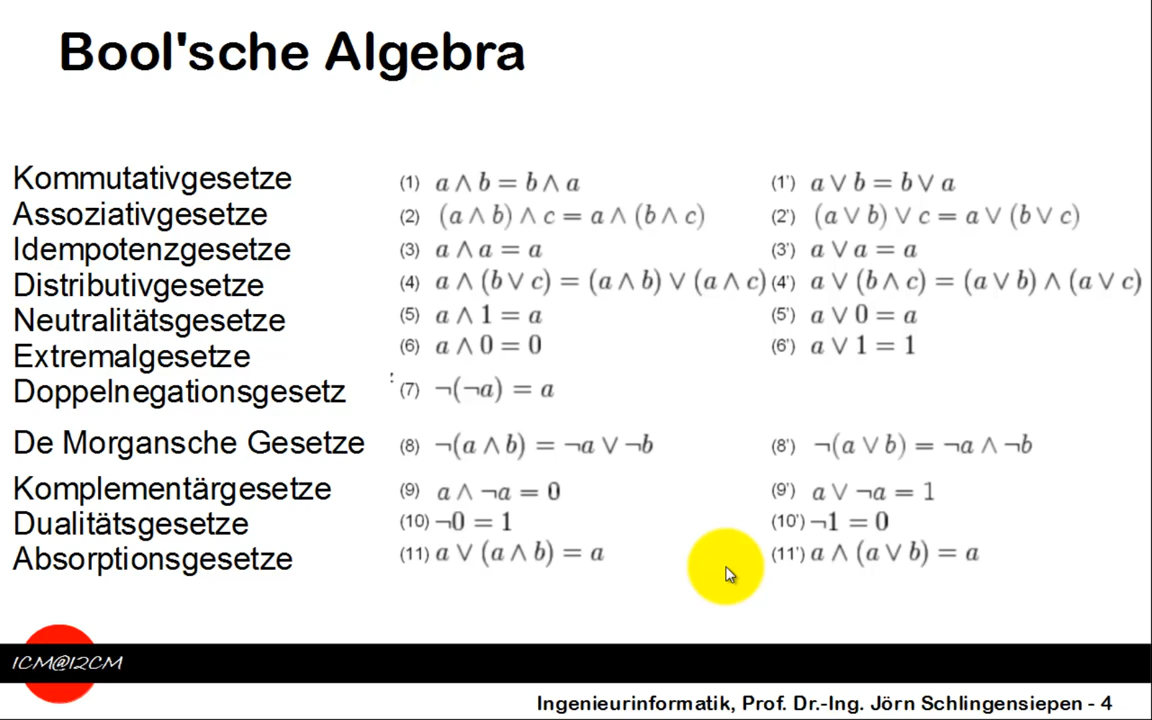 Bool'sche Algebra
Kommutativgesetze (1) a ∧ b = b ∧ a (1') a ∨ b = b ∨ a
Assoziativgesetze (2) (a ∧ b) ∧ c = a ∧ (b ∧ c) (2') (a ∨ b) ∨ c = a ∨ (b ∨ c)
Idempotenzgesetze (3) a ∧ a = a (3') a ∨ a = a
Distributivgesetze (4) a ∧ (b ∨ c) = (a ∧ b) ∨ (a ∧ c) (4') a ∨ (b ∧ c) = (a ∨ b) ∧ (a ∨ c)
Neutralitätsgesetze (5) a ∧ 1 = a (5') a ∨ 0 = a
Extremalgesetze (6) a ∧ 0 = 0 (6') a ∨ 1 = 1
Doppelnegationsgesetz : (7) ¬(¬a) = a
De Morgansche Gesetze (8) ¬(a ∧ b) = ¬a ∨ ¬b (8') ¬(a ∨ b) = ¬a ∧ ¬b
Komplementärgesetze (9) a ∧ ¬a = 0 (9') a ∨ ¬a = 1
Dualitätsgesetze (10) ¬0 = 1 (10') ¬1 = 0
Absorptionsgesetze (11) a ∨ (a ∧ b) = a (11') a ∧ (a ∨ b) = a
1CM@12CM
Ingenieurinformatik, Prof. Dr.-Ing. Jörn Schlingensiepen - 4